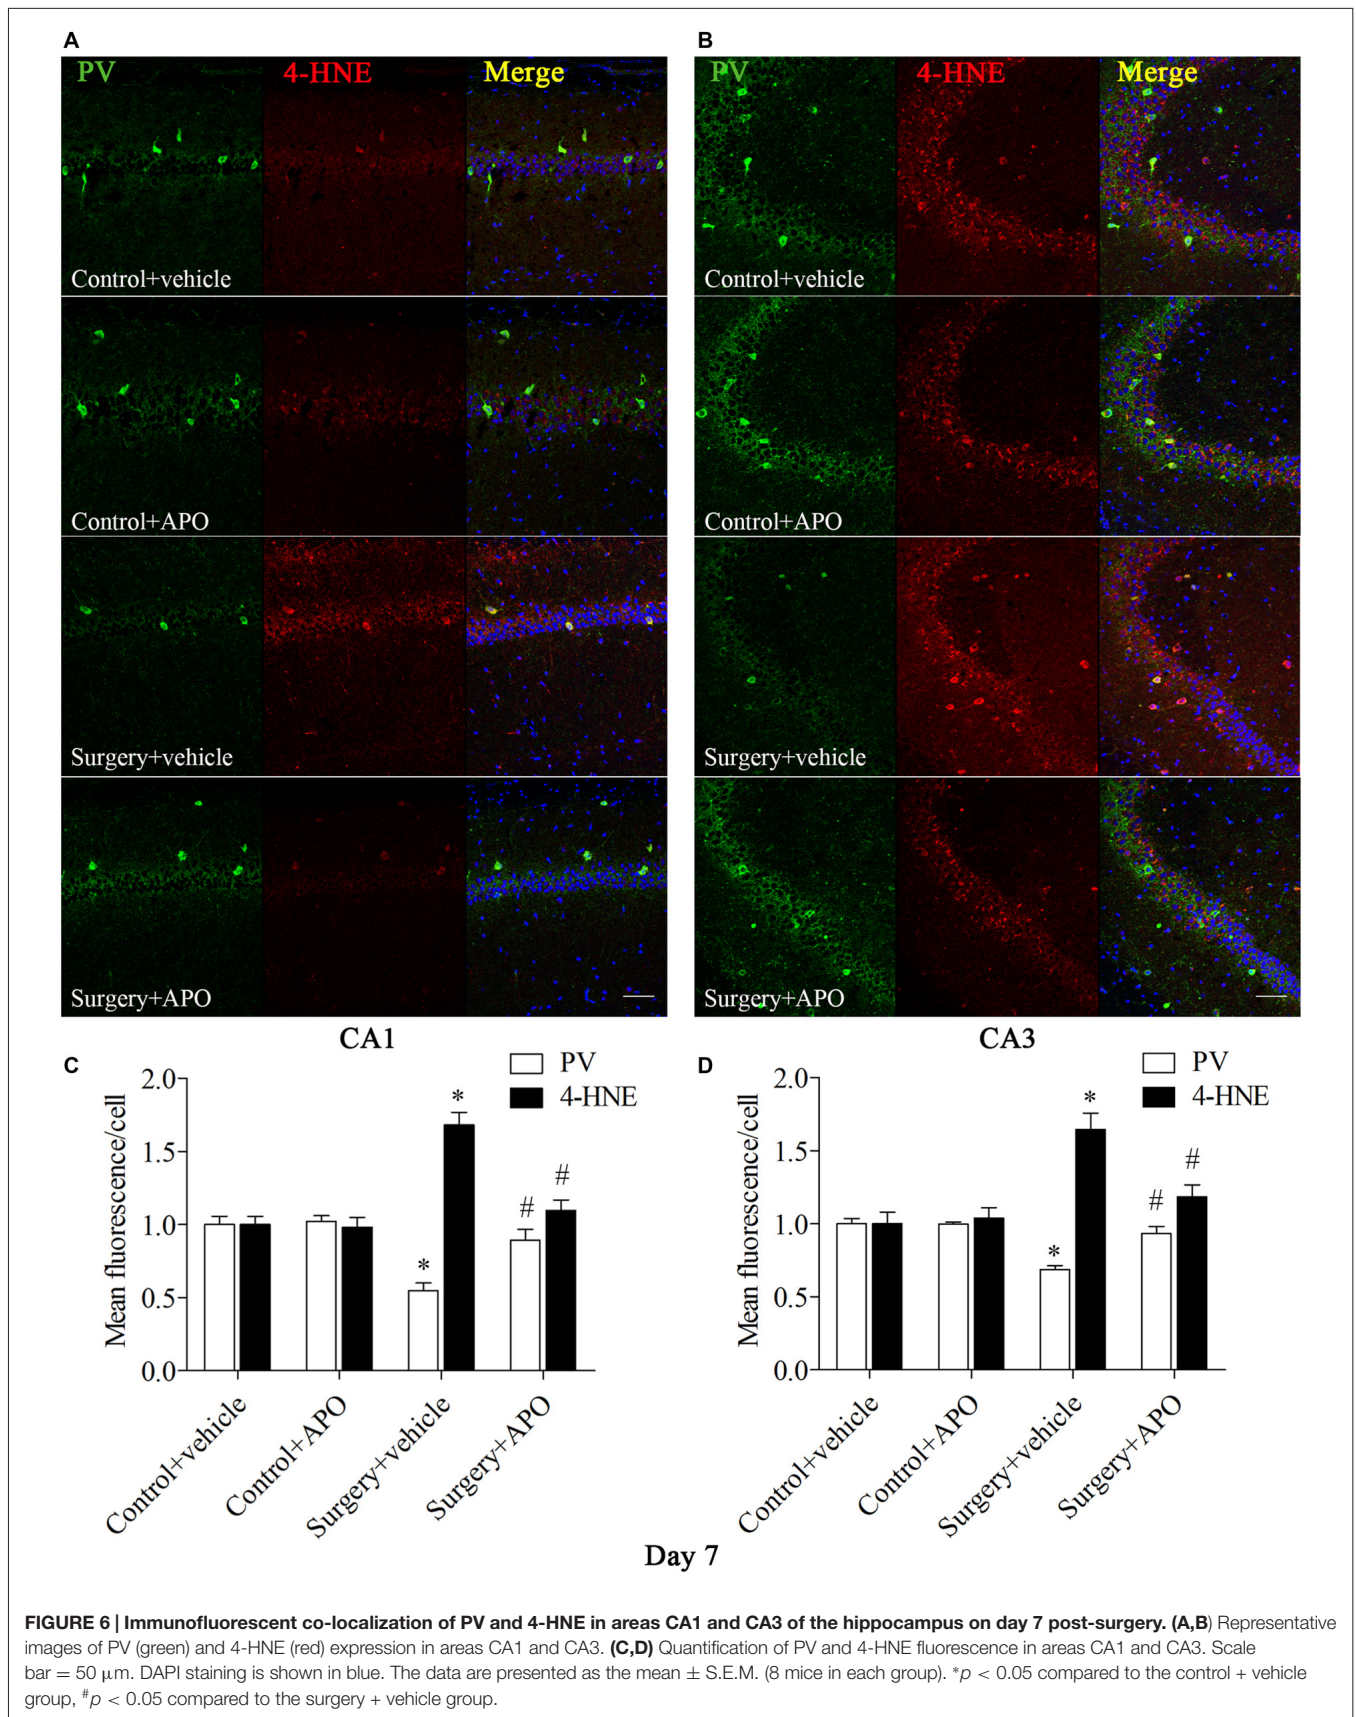 A
B
PV 4-HNE Merge
PV 4-HNE Merge
Control+vehicle
Control+vehicle
Control+APO
Control+APO
Surgery+vehicle
Surgery+vehicle
Surgery+APO
Surgery+APO
CA1
CA3
C
PV
4-HNE
Mean fluorescence/cell
2.0
1.5
1.0
0.5
0.0
*
*
#
#
Control+vehicle
Control+APO
Surgery+vehicle
Surgery+APO
D
PV
4-HNE
Mean fluorescence/cell
2.0
1.5
1.0
0.5
0.0
*
*
#
#
Control+vehicle
Control+APO
Surgery+vehicle
Surgery+APO
Day 7
FIGURE 6 | Immunofluorescent co-localization of PV and 4-HNE in areas CA1 and CA3 of the hippocampus on day 7 post-surgery. (A,B) Representative
images of PV (green) and 4-HNE (red) expression in areas CA1 and CA3. (C,D) Quantification of PV and 4-HNE fluorescence in areas CA1 and CA3. Scale
bar = 50 μm. DAPI staining is shown in blue. The data are presented as the mean ± S.E.M. (8 mice in each group). *p < 0.05 compared to the control + vehicle
group, #p < 0.05 compared to the surgery + vehicle group.